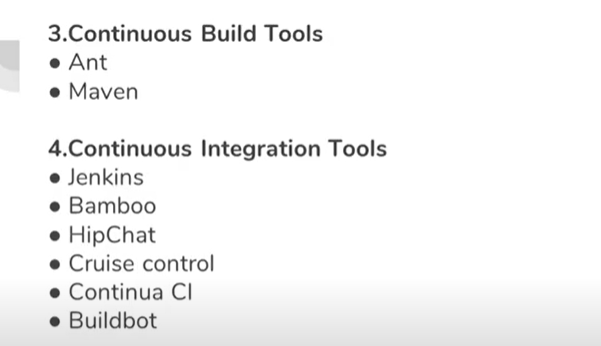 3.Continuous Build Tools
● Ant
● Maven
4.Continuous Integration Tools
● Jenkins
● Bamboo
● HipChat
● Cruise control
● Continua CI
● Buildbot